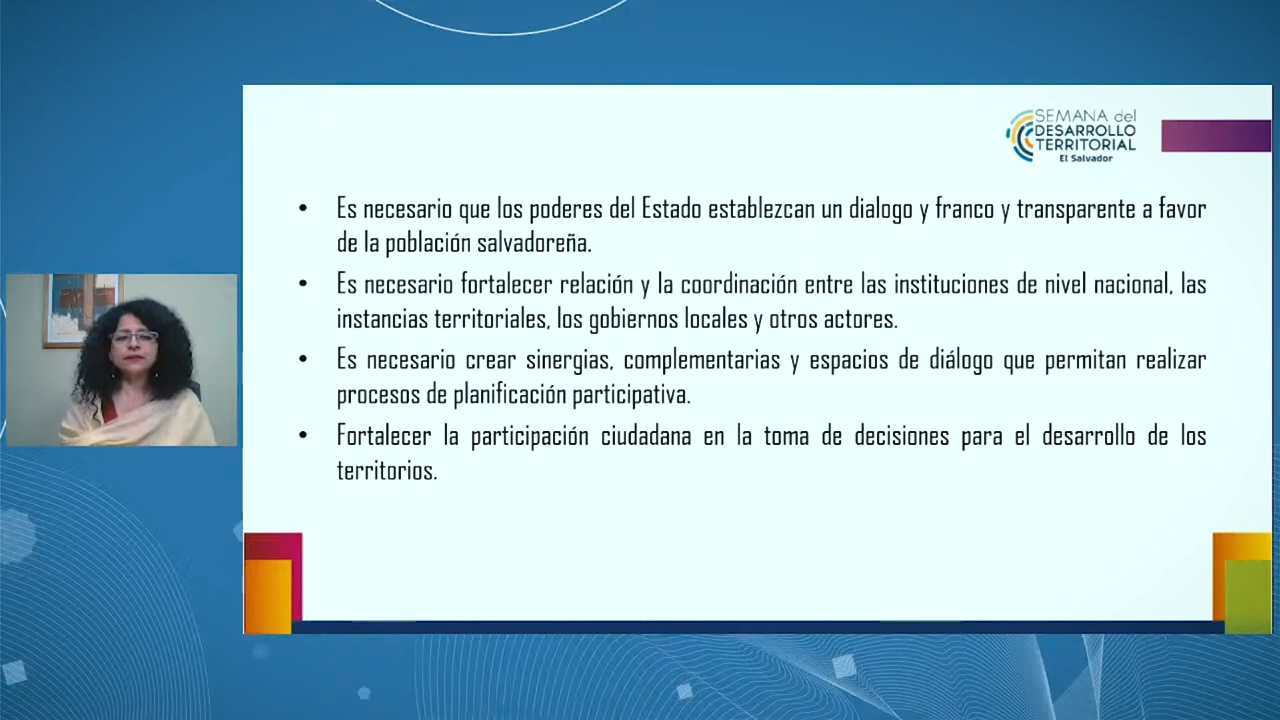 SEMANA del
DESARROLLO
TERRITORIAL
El Salvador
• Es necesario que los poderes del Estado establezcan un dialogo y franco y transparente a favor
de la población salvadoreña.
• Es necesario fortalecer relación y la coordinación entre las instituciones de nivel nacional, las
instancias territoriales, los gobiernos locales y otros actores.
• Es necesario crear sinergias, complementarias y espacios de diálogo que permitan realizar
procesos de planificación participativa.
• Fortalecer la participación ciudadana en la toma de decisiones para el desarrollo de los
territorios.